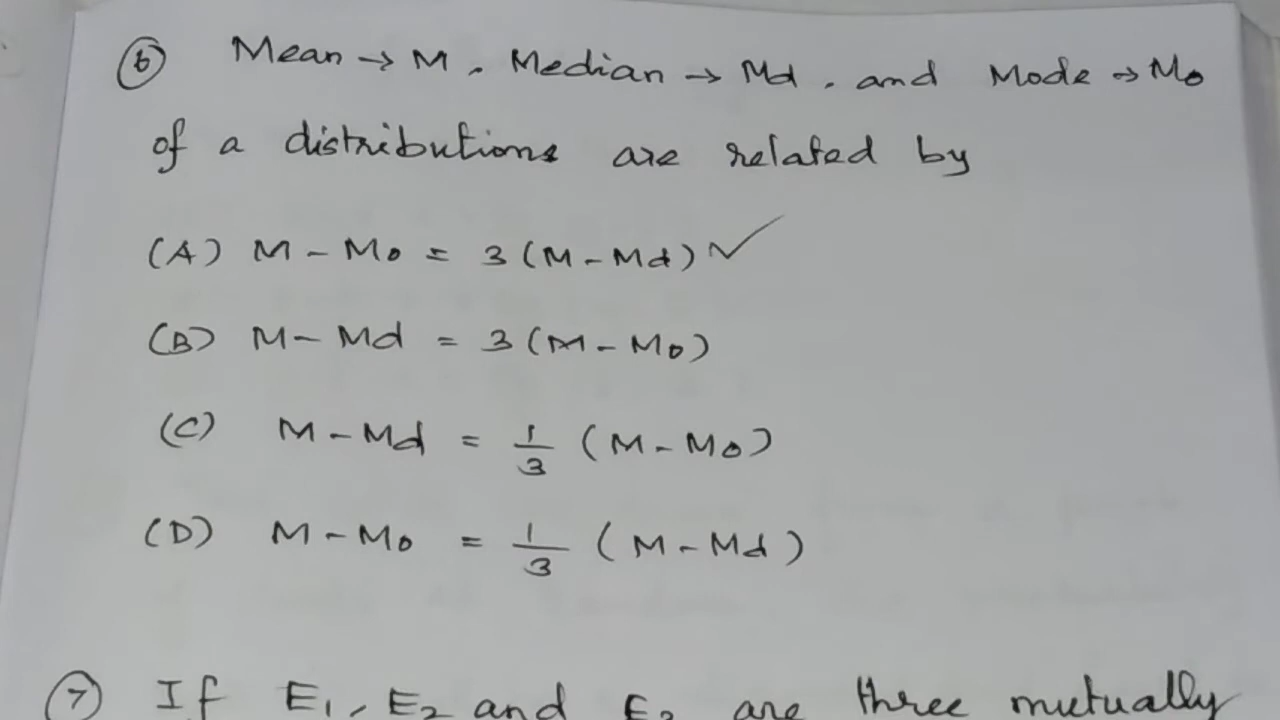 (6) Mean → M, Median → Md, and Mode → Mo
of a distributions are related by
(A) M - Mo = 3 (M - Md) ✓
(B) M - Md = 3 (M - Mo)
(C) M - Md = 1/3 (M - Mo)
(D) M - Mo = 1/3 (M - Md)
(7) If E1, E2 and E3 are three mutually